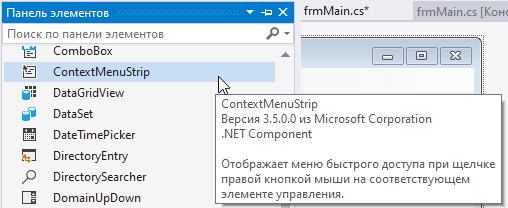 Панель элементов
frmMain.cs*
frmMain.cs [Конс
Поиск по панели элементов
ComboBox
ContextMenuStrip
DataGridView
DataSet
DateTimePicker
DirectoryEntry
DirectorySearcher
DomainUpDown
ContextMenuStrip
Версия 3.5.0.0 из Microsoft Corporation
.NET Component
Отображает меню быстрого доступа при щелчке
правой кнопкой мыши на соответствующем
элементе управления.